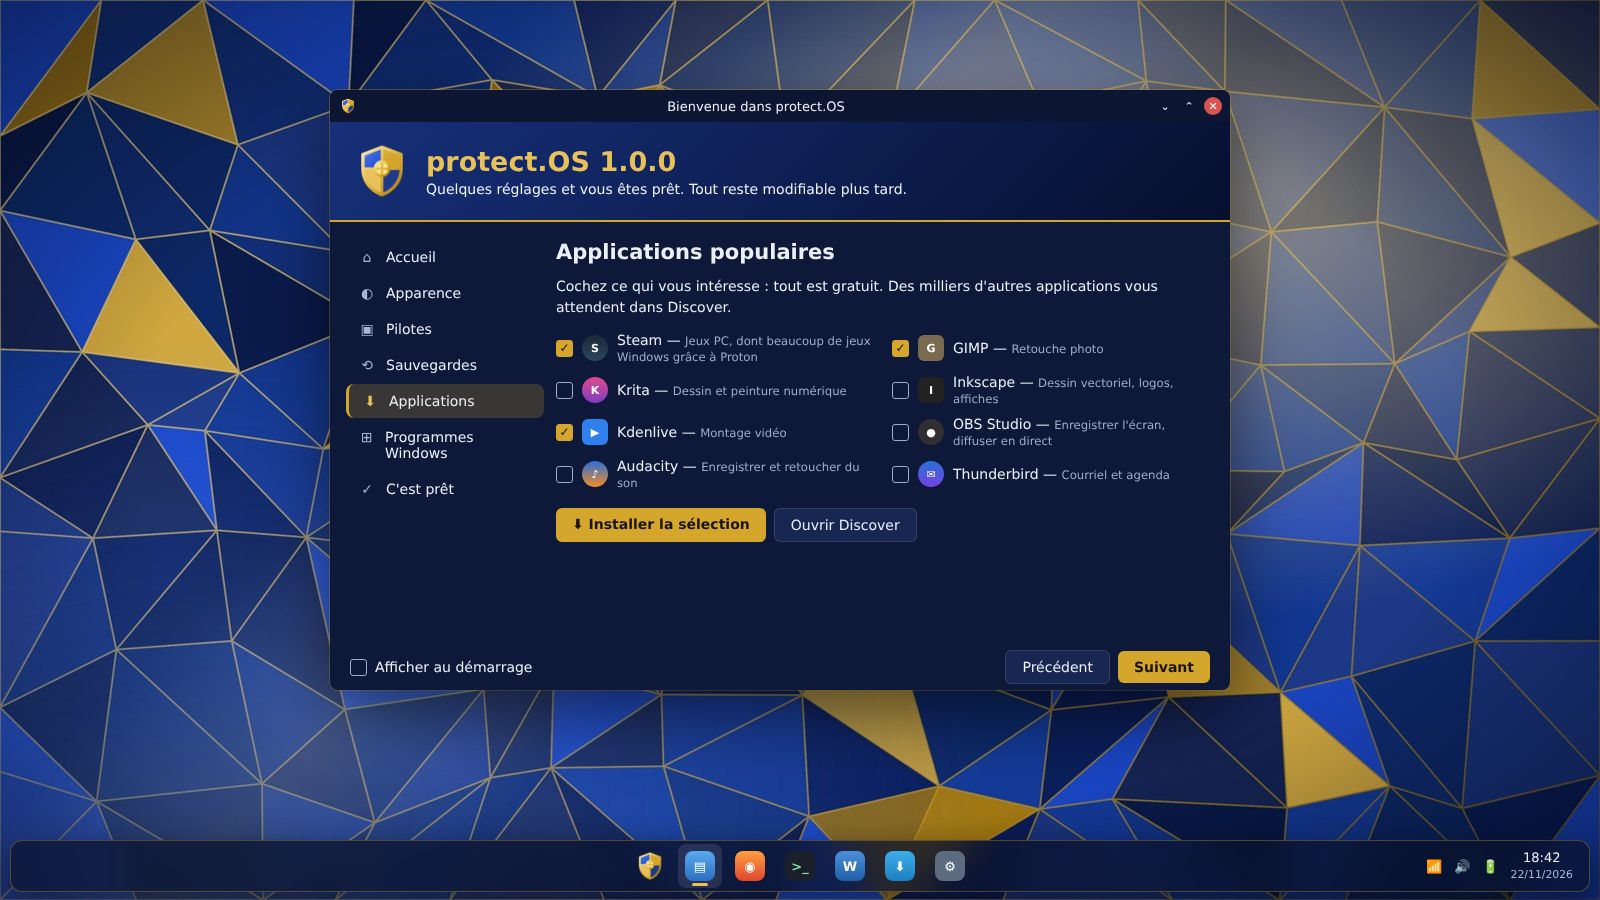 Bienvenue dans protect.OS
protect.OS 1.0.0
Quelques réglages et vous êtes prêt. Tout reste modifiable plus tard.
Accueil
Apparence
Pilotes
Sauvegardes
Applications
Programmes
Windows
C'est prêt
Applications populaires
Cochez ce qui vous intéresse : tout est gratuit. Des milliers d'autres applications vous
attendent dans Discover.
S Steam — Jeux PC, dont beaucoup de jeux
Windows grâce à Proton
G GIMP — Retouche photo
K Krita — Dessin et peinture numérique
I Inkscape — Dessin vectoriel, logos,
affiches
Kdenlive — Montage vidéo
OBS Studio — Enregistrer l'écran,
diffuser en direct
Audacity — Enregistrer et retoucher du
son
Thunderbird — Courriel et agenda
Installer la sélection
Ouvrir Discover
Afficher au démarrage
Précédent
Suivant
>_
W
18:42
22/11/2026